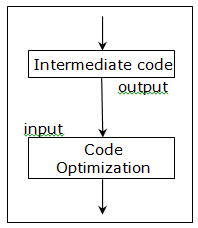 Intermediate code
output
input
Code
Optimization